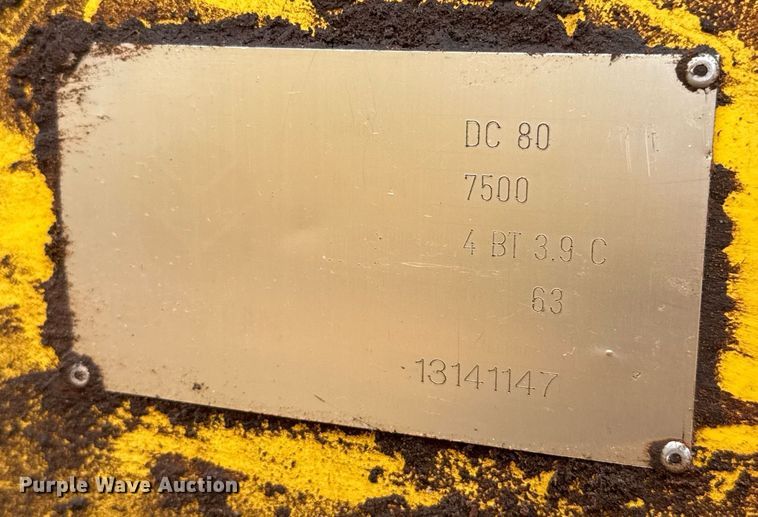 DC 80
7500
4 BT 3.9 C
63
13141147
Purple Wave Auction